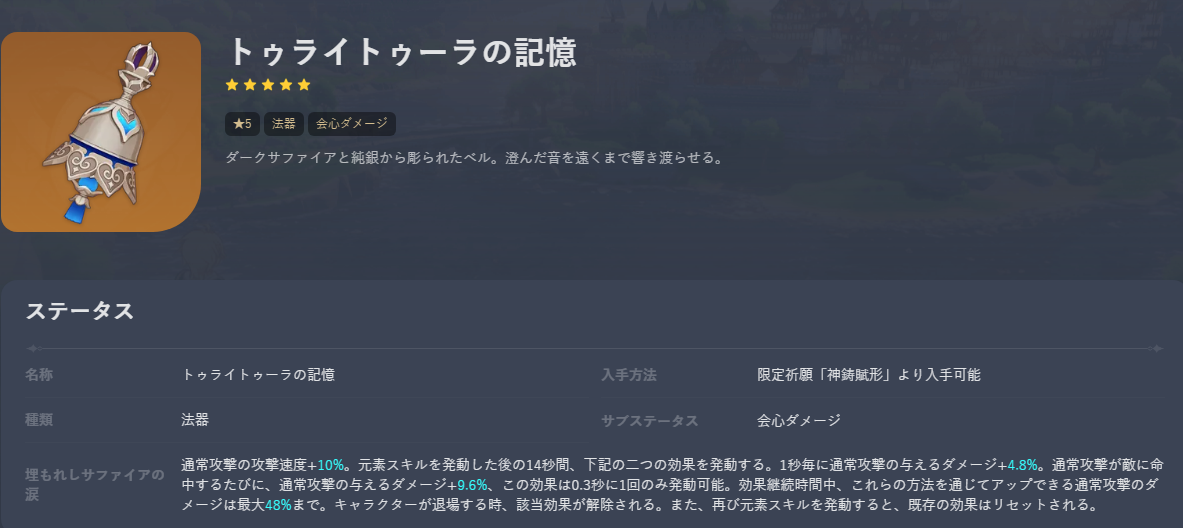 トゥライトゥーラの記憶
★★★★★
★5 法器 会心ダメージ
ダークサファイアと純銀から彫られたベル。澄んだ音を遠くまで響き渡らせる。
ステータス
名称 トゥライトゥーラの記憶 入手方法 限定祈願「神鋳賦形」より入手可能
種類 法器 サブステータス 会心ダメージ
埋もれしサファイアの
涙
通常攻撃の攻撃速度+10%。元素スキルを発動した後の14秒間、下記の二つの効果を発動する。1秒毎に通常攻撃の与えるダメージ+4.8%。通常攻撃が敵に命
中するたびに、通常攻撃の与えるダメージ+9.6%、この効果は0.3秒に1回のみ発動可能。効果継続時間中、これらの方法を通じてアップできる通常攻撃のダ
メージは最大48%まで。キャラクターが退場する時、該当効果が解除される。また、再び元素スキルを発動すると、既存の効果はリセットされる。